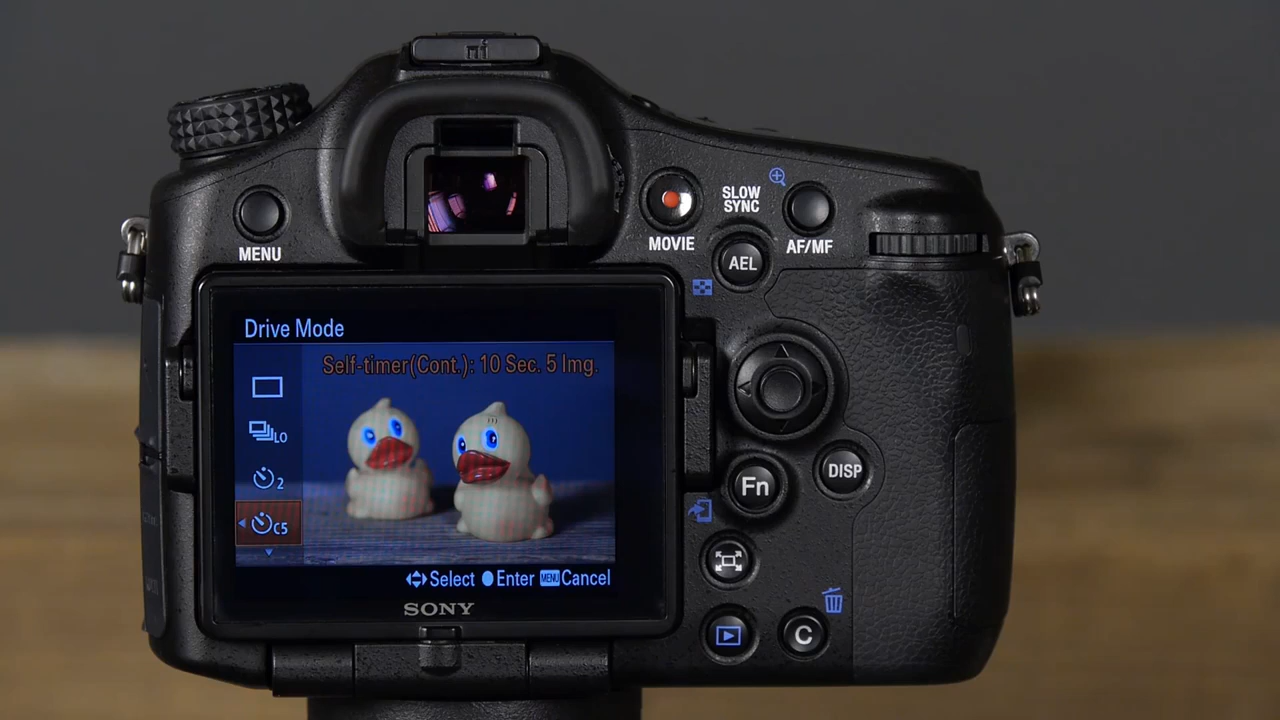 SLOW
SYNC
MENU
MOVIE
AF/MF
AEL
Drive Mode
Self-timer(Cont.): 10 Sec. 5 Img.
LO
2
C5
Select Enter MENU Cancel
SONY
DISP
Fn
C